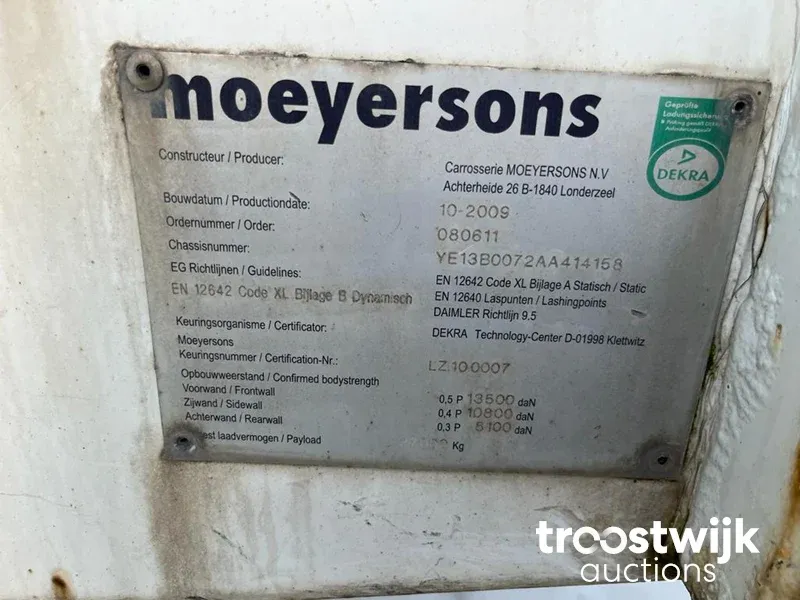 moeyersons
Geprüfte
Ladungssicherheit
DEKRA
Constructeur / Producer: Carrosserie MOEYERSONS N.V
Achterheide 26 B-1840 Londerzeel
Bouwdatum / Productiondate: 10-2009
Ordernummer / Order: 080611
Chassisnummer: YE13B0072AA414158
EG Richtlijnen / Guidelines: EN 12642 Code XL Bijlage A Statisch / Static
EN 12642 Code XL Bijlage B Dynamisch EN 12640 Laspunten / Lashingpoints
DAIMLER Richtlijn 9.5
Keuringsorganisme / Certificator: DEKRA Technology-Center D-01998 Klettwitz
Moeyersons
Keuringsnummer / Certification-Nr.: LZ.10.0007
Opbouwweerstand / Confirmed bodystrength
Voorwand / Frontwall 0,5 P 13500 daN
Zijwand / Sidewall 0,4 P 10800 daN
Achterwand / Rearwall 0,3 P 5100 daN
laadvermogen / Payload Kg
troostwijk
auctions